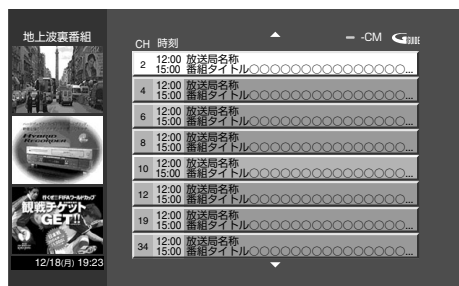 地上波裏番組
CH 時刻
-CM
GUIDE
2 12:00 放送局名称
15:00 番組タイトル○○○○○○○○○○○○○○○...
4 12:00 放送局名称
15:00 番組タイトル○○○○○○○○○○○○○○○...
6 12:00 放送局名称
15:00 番組タイトル○○○○○○○○○○○○○○○...
8 12:00 放送局名称
15:00 番組タイトル○○○○○○○○○○○○○○○...
10 12:00 放送局名称
15:00 番組タイトル○○○○○○○○○○○○○○○...
12 12:00 放送局名称
15:00 番組タイトル○○○○○○○○○○○○○○○...
19 12:00 放送局名称
15:00 番組タイトル○○○○○○○○○○○○○○○...
34 12:00 放送局名称
15:00 番組タイトル○○○○○○○○○○○○○○○...
Hybrid
Recorder
行くぞ!FIFAワールドカップ
観戦チケット
GET!!
12/18(月) 19:23